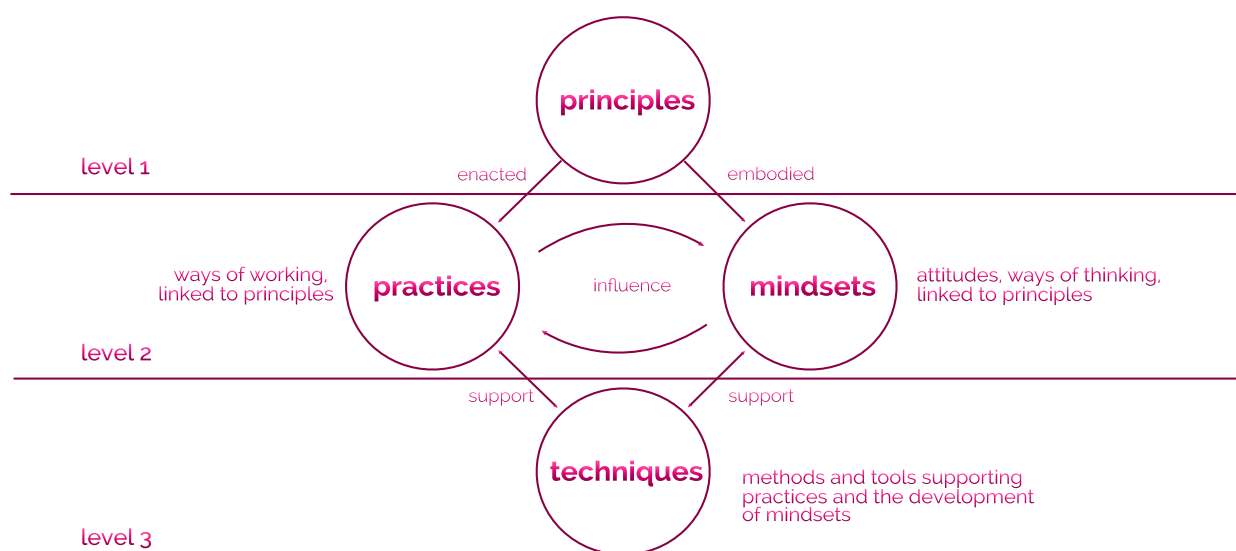 principles
level 1
enacted
embodied
ways of working,
linked to principles
practices
influence
mindsets
attitudes, ways of thinking,
linked to principles
level 2
support
support
techniques
methods and tools supporting
practices and the development
of mindsets
level 3